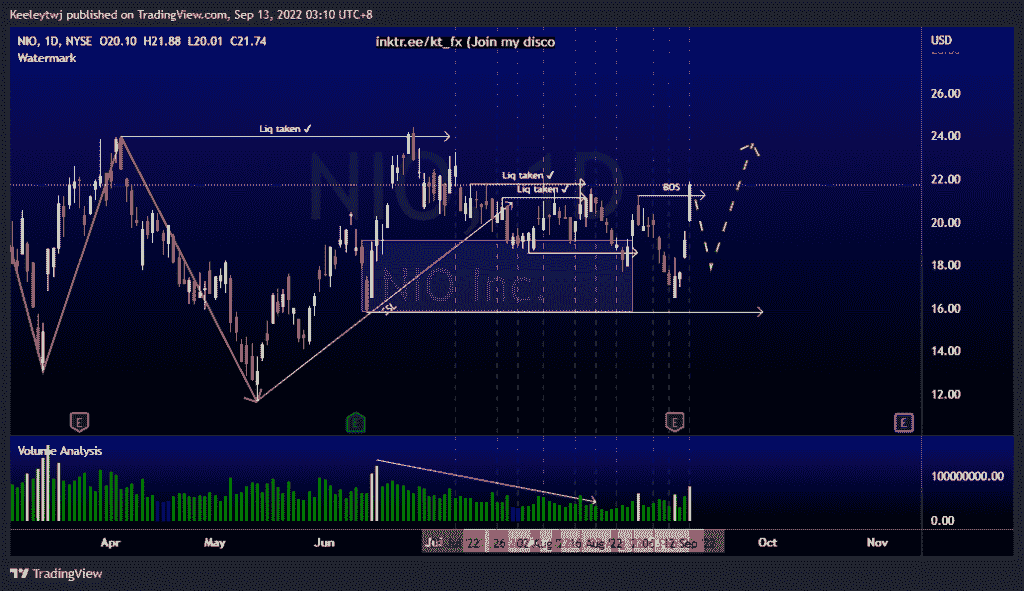 Keeleytwj published on TradingView.com, Sep 13, 2022 03:10 UTC+8
NIO, 1D, NYSE O20.10 H21.88 L20.01 C21.74
inktr.ee/kt_fx (Join my disco
USD
Watermark
26.00
24.00
Liq taken ✓
NIO, 1D
22.00
Liq taken ✓
BOS
Liq taken ✓
20.00
18.00
NIO Inc.
16.00
14.00
12.00
E
E
E
E
Volume Analysis
100000000.00
0.00
Apr
May
Jun
'22
26
Aug
16 Aug
Sep
Oct
Nov
TradingView